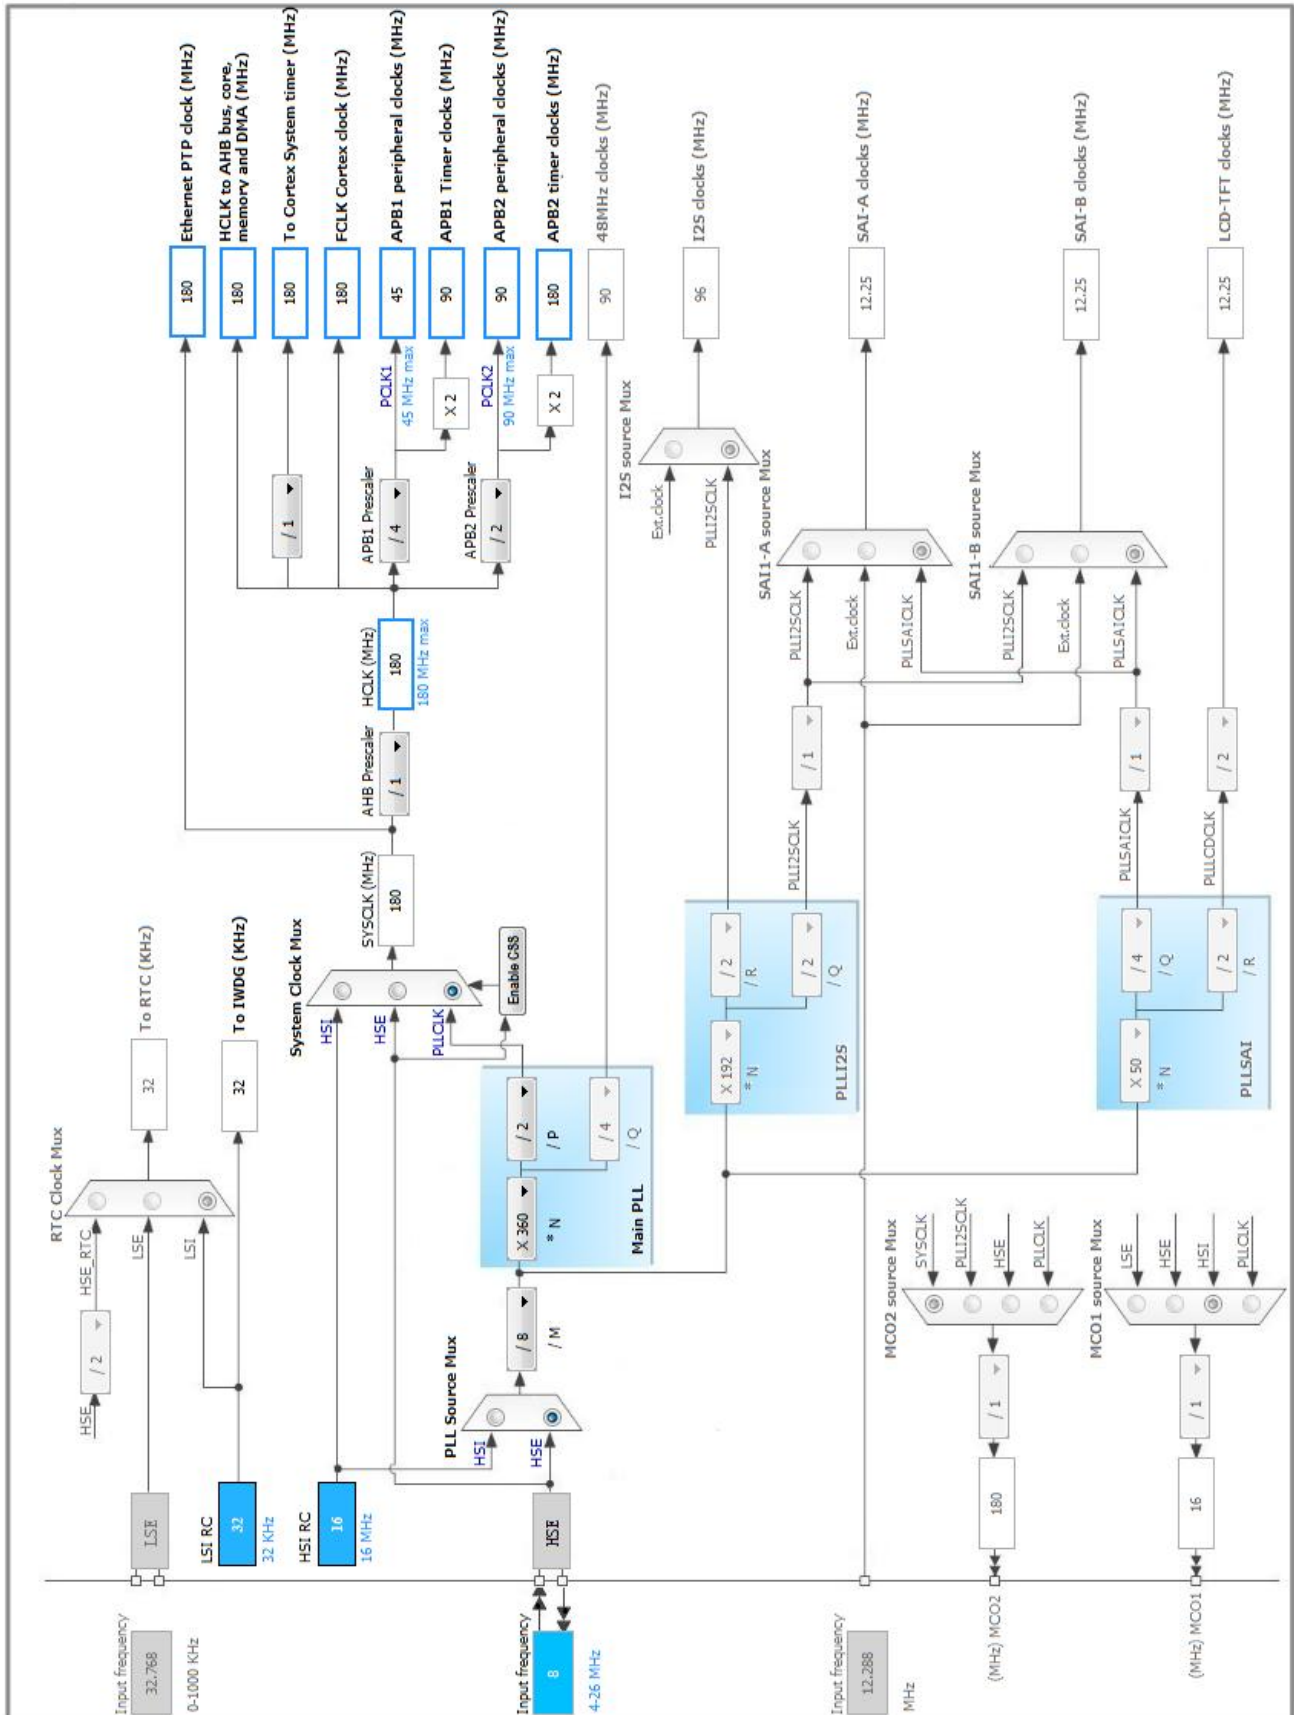 Input frequency
32.768
0-1000 KHz
LSE
LSI RC
32
32 KHz
HSI RC
16
16 MHz
Input frequency
8
4-26 MHz
HSE
Input frequency
12.288
MHz
HSE
/ 2
HSE_RTC
LSE
LSI
RTC Clock Mux
32
To RTC (KHz)
32
To IWDG (KHz)
PLL Source Mux
HSI
HSE
/ 8
/ M
X 360
* N
/ 2
/ P
/ 4
/ Q
Main PLL
System Clock Mux
HSI
HSE
PLLCLK
Enable CSS
SYSCLK (MHz)
180
AHB Prescaler
/ 1
HCLK (MHz)
180
180 MHz max
/ 1
APB1 Prescaler
/ 4
PCLK1
45 MHz max
X 2
APB2 Prescaler
/ 2
PCLK2
90 MHz max
X 2
180
Ethernet PTP clock (MHz)
180
HCLK to AHB bus, core,
memory and DMA (MHz)
180
To Cortex System timer (MHz)
180
FCLK Cortex clock (MHz)
45
APB1 peripheral clocks (MHz)
90
APB1 Timer clocks (MHz)
90
APB2 peripheral clocks (MHz)
180
APB2 timer clocks (MHz)
90
48MHz clocks (MHz)
X 192
* N
/ 2
/ R
/ 2
/ Q
PLLI2S
PLLI2SCLK
/ 1
I2S source Mux
Ext.clock
PLLI2SCLK
96
I2S clocks (MHz)
SAI1-A source Mux
PLLI2SCLK
Ext.clock
PLLSAICLK
12.25
SAI-A clocks (MHz)
SAI1-B source Mux
PLLI2SCLK
Ext.clock
PLLSAICLK
12.25
SAI-B clocks (MHz)
X 50
* N
/ 4
/ Q
/ 2
/ R
PLLSAI
PLLSAICLK
/ 1
PLLLCDCLK
/ 2
12.25
LCD-TFT clocks (MHz)
MCO2 source Mux
SYSCLK
PLLI2SCLK
HSE
PLLCLK
/ 1
180
(MHz) MCO2
MCO1 source Mux
LSE
HSE
HSI
PLLCLK
/ 1
16
(MHz) MCO1